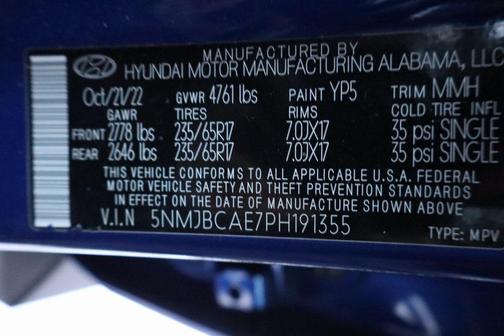 MANUFACTURED BY
HYUNDAI MOTOR MANUFACTURING ALABAMA, LLC
Oct/21/22 GVWR 4761 lbs PAINT YP5 TRIM MMH
GAWR TIRES RIMS COLD TIRE INF
FRONT 2778 lbs 235/65R17 7.0JX17 35 psi SINGLE
REAR 2646 lbs 235/65R17 7.0JX17 35 psi SINGLE
THIS VEHICLE CONFORMS TO ALL APPLICABLE U.S.A. FEDERAL
MOTOR VEHICLE SAFETY AND THEFT PREVENTION STANDARDS
IN EFFECT ON THE DATE OF MANUFACTURE SHOWN ABOVE.
V.I.N 5NMJBCAE7PH191355 TYPE: MPV